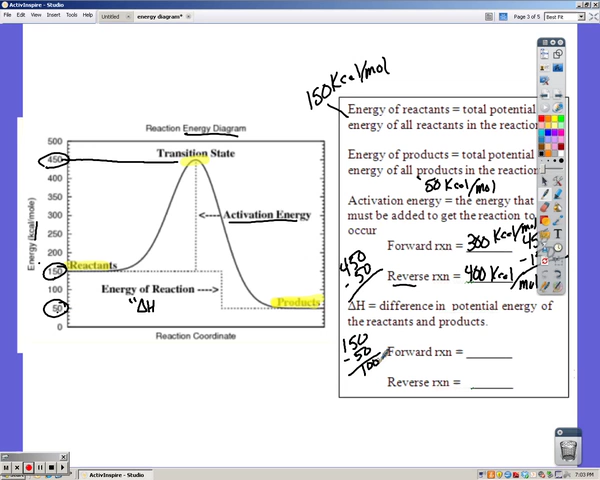 ActivInspire - Studio
File Edit View Insert Tools Help
Untitled
energy diagram*
Page 3 of 5
Best Fit
150 Kcal/mol
Reaction Energy Diagram
500
450
400
350
300
250
200
150
100
50
0
Energy (kcal/mole)
Transition State
Activation Energy
Reactants
Energy of Reaction
"ΔH
Products
Reaction Coordinate
Energy of reactants = total potential
energy of all reactants in the reaction
Energy of products = total potential
energy of all products in the reaction
50 Kcal/mol
Activation energy = the energy that
must be added to get the reaction to
occur
Forward rxn = 300 Kcal/mol
450
- 50
Reverse rxn = 400 Kcal/mol
ΔH = difference in potential energy of
the reactants and products.
150
- 50
100
Forward rxn = ______
Reverse rxn = ______
ActivInspire - Studio
7:03 PM